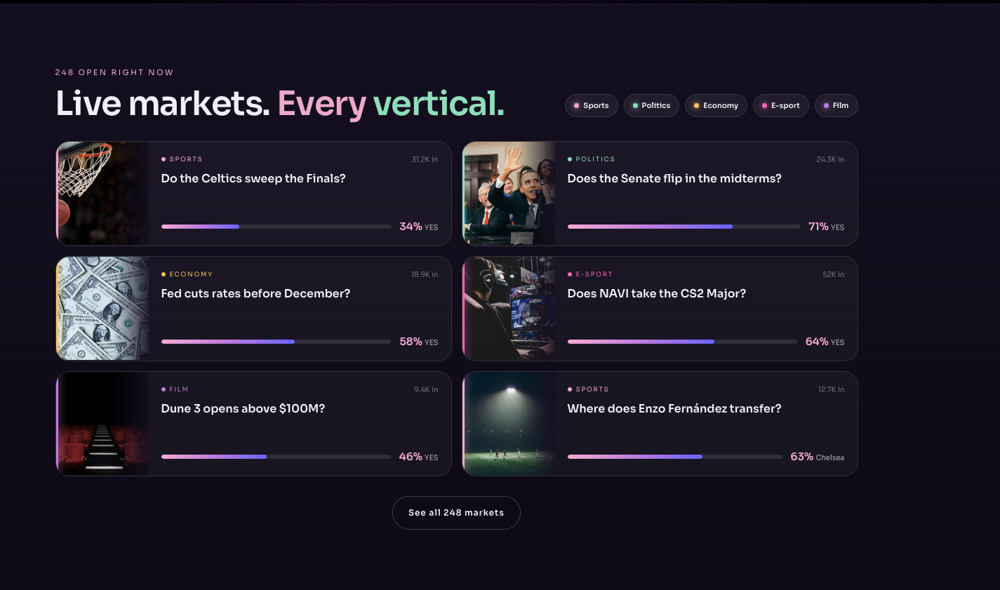 248 OPEN RIGHT NOW
Live markets. Every vertical.
Sports
Politics
Economy
E-sport
Film
SPORTS
31.2K in
Do the Celtics sweep the Finals?
34% YES
POLITICS
24.3K in
Does the Senate flip in the midterms?
71% YES
ECONOMY
18.9K in
Fed cuts rates before December?
58% YES
E-SPORT
52K in
Does NAVI take the CS2 Major?
64% YES
FILM
9.4K in
Dune 3 opens above $100M?
46% YES
SPORTS
12.7K in
Where does Enzo Fernández transfer?
63% Chelsea
See all 248 markets